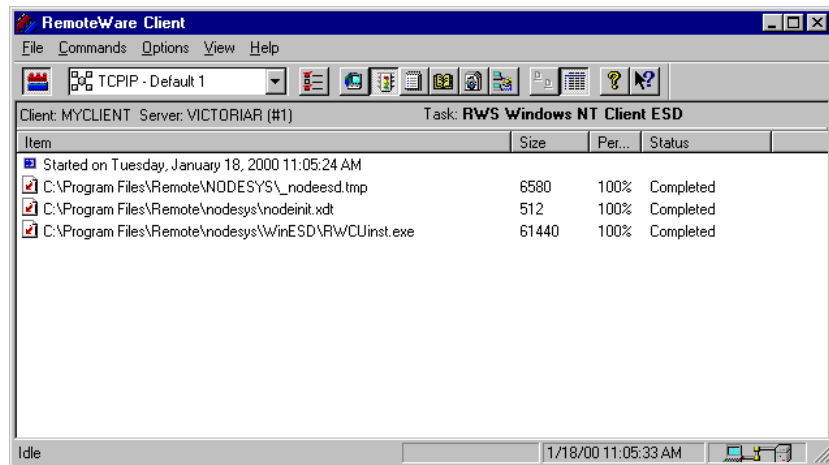 RemoteWare Client
File Commands Options View Help
TCPIP - Default 1
Client: MYCLIENT Server: VICTORIAR (#1) Task: RWS Windows NT Client ESD
Item Size Per... Status
Started on Tuesday, January 18, 2000 11:05:24 AM
C:\Program Files\Remote\NODESYS\_nodeesd.tmp 6580 100% Completed
C:\Program Files\Remote\nodesys\nodeinit.xdt 512 100% Completed
C:\Program Files\Remote\nodesys\WinESD\RWCUinst.exe 61440 100% Completed
Idle 1/18/00 11:05:33 AM